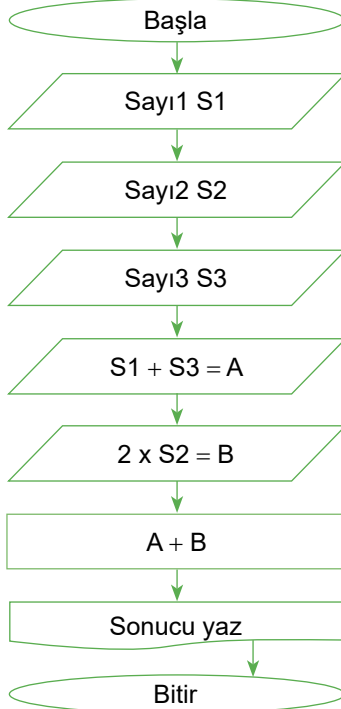 Başla
Sayı1 S1
Sayı2 S2
Sayı3 S3
S1 + S3 = A
2 x S2 = B
A + B
Sonucu yaz
Bitir